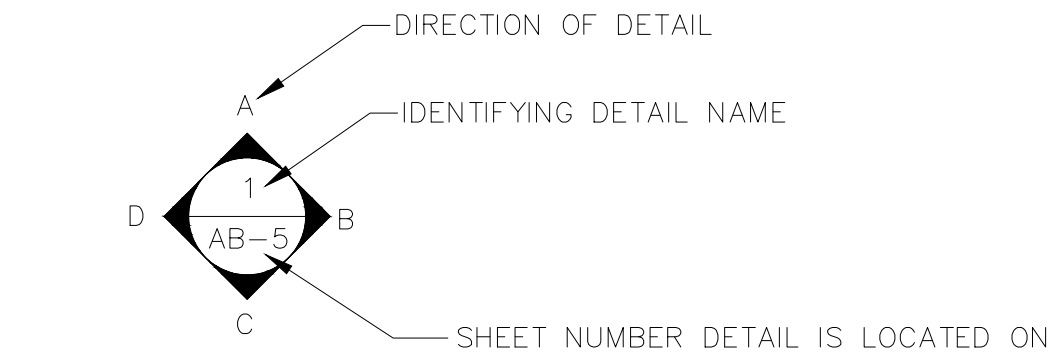 DIRECTION OF DETAIL
A
IDENTIFYING DETAIL NAME
1
D
B
AB-5
C
SHEET NUMBER DETAIL IS LOCATED ON